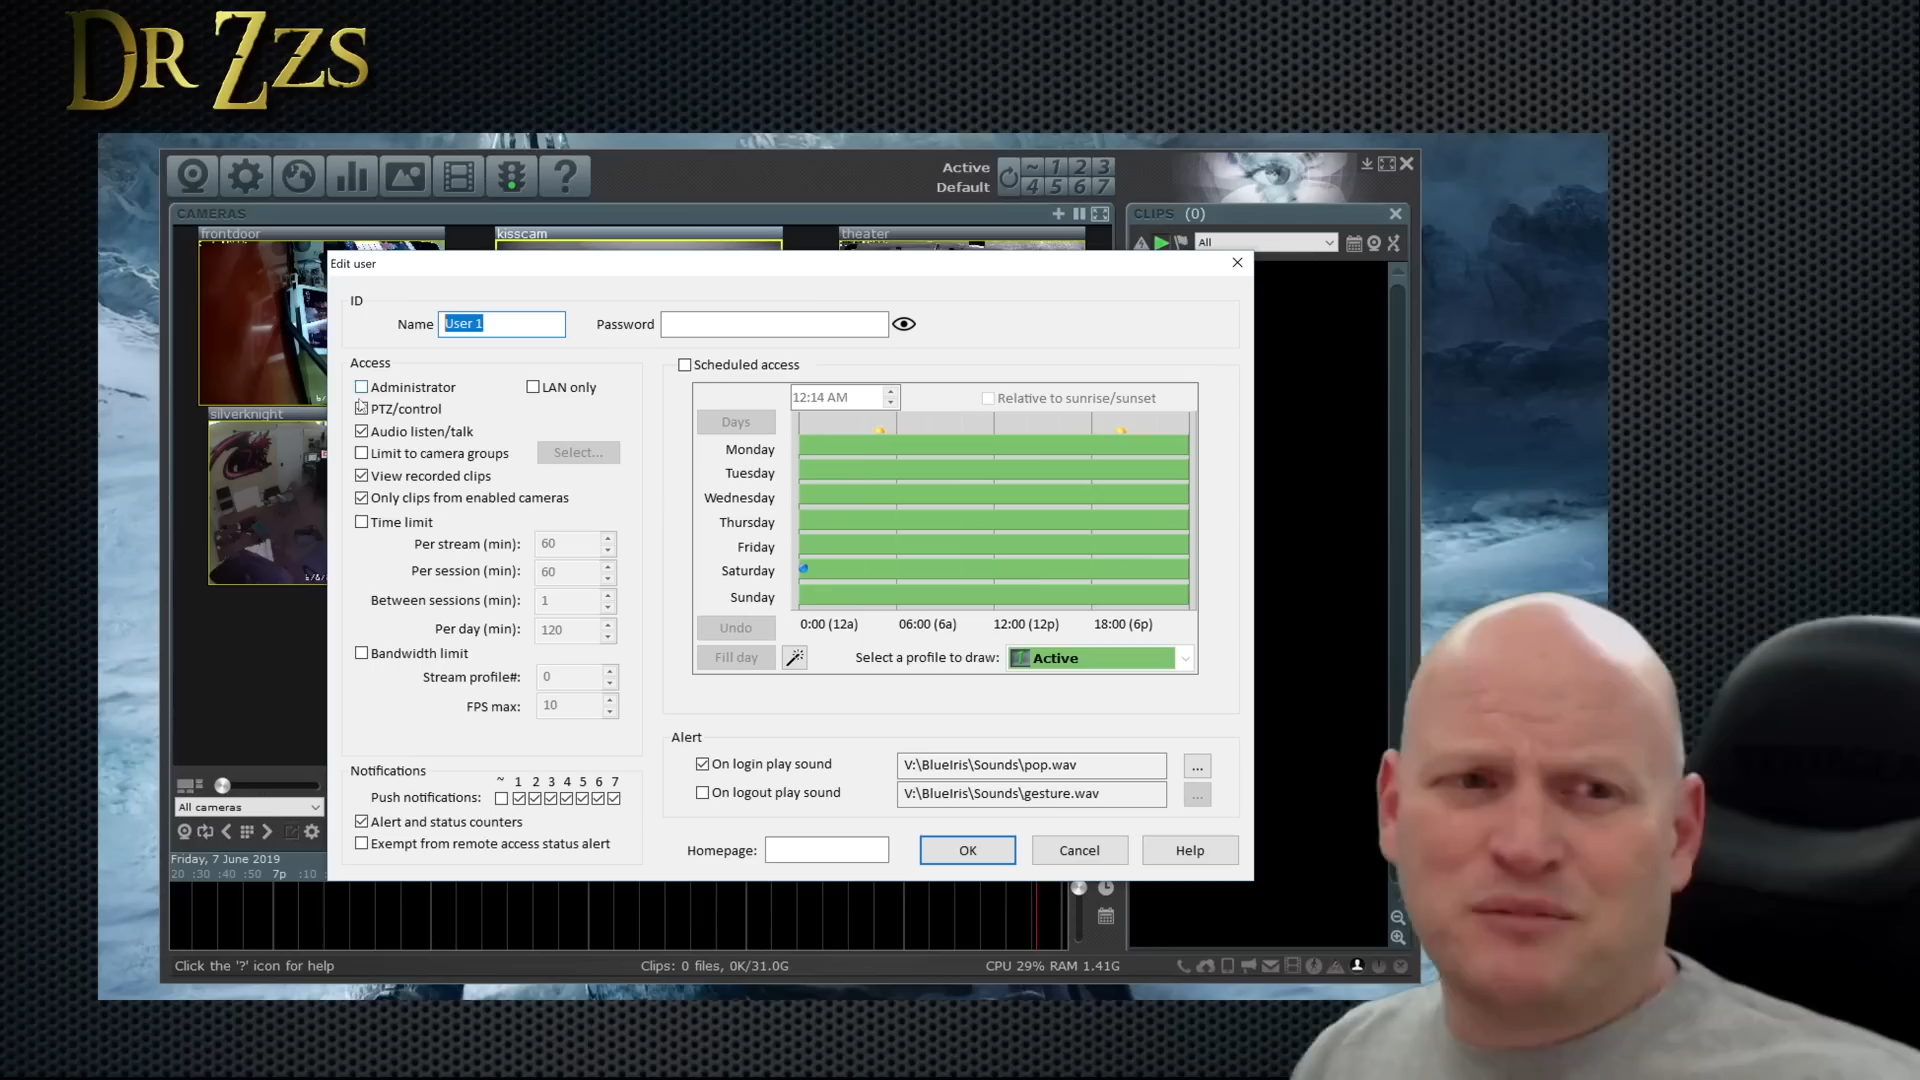 DR ZZS
Active
Default
~ 1 2 3
4 5 6 7
CAMERAS
CLIPS (0)
frontdoor
kisscam
theater
All
Edit user
ID
Name
User 1
Password
Access
Administrator
LAN only
PTZ/control
Audio listen/talk
Limit to camera groups
Select...
View recorded clips
Only clips from enabled cameras
Time limit
Per stream (min):
60
Per session (min):
60
Between sessions (min):
1
Per day (min):
120
Bandwidth limit
Stream profile#:
0
FPS max:
10
Scheduled access
12:14 AM
Relative to sunrise/sunset
Days
Monday
Tuesday
Wednesday
Thursday
Friday
Saturday
Sunday
0:00 (12a)
06:00 (6a)
12:00 (12p)
18:00 (6p)
Undo
Fill day
Select a profile to draw:
Active
Notifications
~ 1 2 3 4 5 6 7
Push notifications:
Alert and status counters
Exempt from remote access status alert
Alert
On login play sound
V:\BlueIris\Sounds\pop.wav
...
On logout play sound
V:\BlueIris\Sounds\gesture.wav
...
Homepage:
OK
Cancel
Help
silverknight
All cameras
Friday, 7 June 2019
20 :30 :40 :50 7p :10 :
Click the '?' icon for help
Clips: 0 files, 0K/31.0G
CPU 29% RAM 1.41G